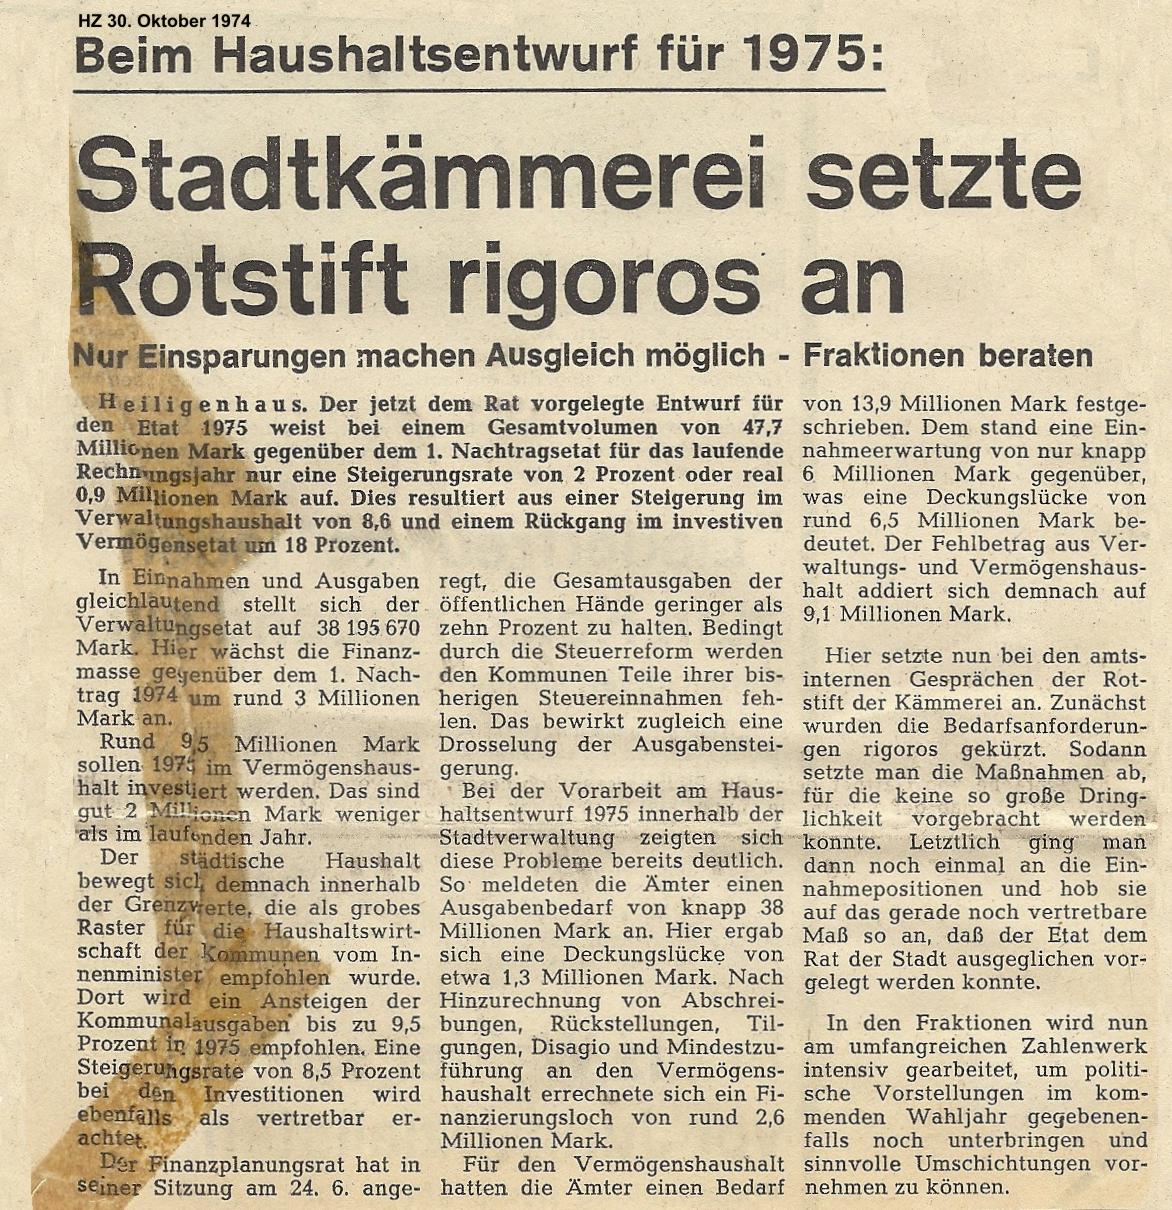 HZ 30. Oktober 1974
Beim Haushaltsentwurf für 1975:
Stadtkämmerei setzte
Rotstift rigoros an
Nur Einsparungen machen Ausgleich möglich - Fraktionen beraten
Heiligenhaus. Der jetzt dem Rat vorgelegte Entwurf für
den Etat 1975 weist bei einem Gesamtvolumen von 47,7
Millionen Mark gegenüber dem 1. Nachtragsetat für das laufende
Rechnungsjahr nur eine Steigerungsrate von 2 Prozent oder real
0,9 Millionen Mark auf. Dies resultiert aus einer Steigerung im
Verwaltungshaushalt von 8,6 und einem Rückgang im investiven
Vermögensetat um 18 Prozent.
In Einnahmen und Ausgaben
gleichlautend stellt sich der
Verwaltungsetat auf 38 195 670
Mark. Hier wächst die Finanz-
masse gegenüber dem 1. Nach-
trag 1974 um rund 3 Millionen
Mark an.
Rund 9,5 Millionen Mark
sollen 1975 im Vermögenshaus-
halt investiert werden. Das sind
gut 2 Millionen Mark weniger
als im laufenden Jahr.
Der städtische Haushalt
bewegt sich demnach innerhalb
der Grenzwerte, die als grobes
Raster für die Haushaltswirt-
schaft der Kommunen vom In-
nenminister empfohlen wurde.
Dort wird ein Ansteigen der
Kommunalausgaben bis zu 9,5
Prozent in 1975 empfohlen. Eine
Steigerungsrate von 8,5 Prozent
bei den Investitionen wird
ebenfalls als vertretbar er-
achtet.
Der Finanzplanungsrat hat in
seiner Sitzung am 24. 6. ange-
regt, die Gesamtausgaben der
öffentlichen Hände geringer als
zehn Prozent zu halten. Bedingt
durch die Steuerreform werden
den Kommunen Teile ihrer bis-
herigen Steuereinnahmen feh-
len. Das bewirkt zugleich eine
Drosselung der Ausgabenstei-
gerung.
Bei der Vorarbeit am Haus-
haltsentwurf 1975 innerhalb der
Stadtverwaltung zeigten sich
diese Probleme bereits deutlich.
So meldeten die Ämter einen
Ausgabenbedarf von knapp 38
Millionen Mark an. Hier ergab
sich eine Deckungslücke von
etwa 1,3 Millionen Mark. Nach
Hinzurechnung von Abschrei-
bungen, Rückstellungen, Til-
gungen, Disagio und Mindestzu-
führung an den Vermögens-
haushalt errechnete sich ein Fi-
nanzierungsloch von rund 2,6
Millionen Mark.
Für den Vermögenshaushalt
hatten die Ämter einen Bedarf
von 13,9 Millionen Mark festge-
schrieben. Dem stand eine Ein-
nahmeerwartung von nur knapp
6 Millionen Mark gegenüber,
was eine Deckungslücke von
rund 6,5 Millionen Mark be-
deutet. Der Fehlbetrag aus Ver-
waltungs- und Vermögenshaus-
halt addiert sich demnach auf
9,1 Millionen Mark.
Hier setzte nun bei den amts-
internen Gesprächen der Rot-
stift der Kämmerei an. Zunächst
wurden die Bedarfsanforderun-
gen rigoros gekürzt. Sodann
setzte man die Maßnahmen ab,
für die keine so große Dring-
lichkeit vorgebracht werden
konnte. Letztlich ging man
dann noch einmal an die Ein-
nahmepositionen und hob sie
auf das gerade noch vertretbare
Maß so an, daß der Etat dem
Rat der Stadt ausgeglichen vor-
gelegt werden konnte.
In den Fraktionen wird nun
am umfangreichen Zahlenwerk
intensiv gearbeitet, um politi-
sche Vorstellungen im kom-
menden Wahljahr gegebenen-
falls noch unterbringen und
sinnvolle Umschichtungen vor-
nehmen zu können.